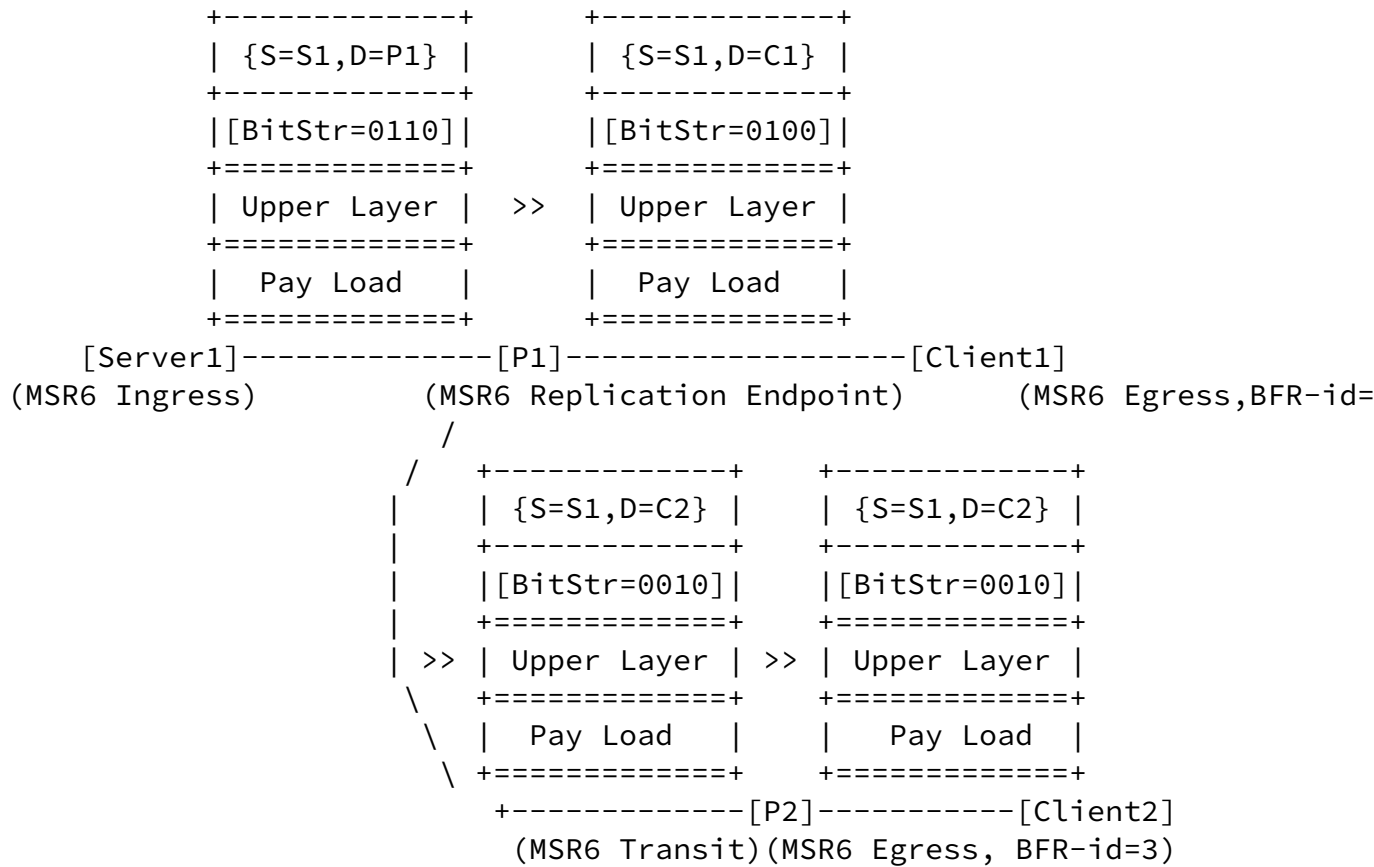 +-------------+      +-------------+
| {S=S1,D=P1} |      | {S=S1,D=C1} |
+-------------+      +-------------+
|[BitStr=0110]|      |[BitStr=0100]|
+=============+      +=============+
| Upper Layer |  >>  | Upper Layer |
+=============+      +=============+
|  Pay Load   |      |  Pay Load   |
+=============+      +=============+
[Server1]--------------[P1]-------------------[Client1]
(MSR6 Ingress)         (MSR6 Replication Endpoint)      (MSR6 Egress,BFR-id=
/
/   +-------------+    +-------------+
|    | {S=S1,D=C2} |    | {S=S1,D=C2} |
|    +-------------+    +-------------+
|    |[BitStr=0010]|    |[BitStr=0010]|
|    +=============+    +=============+
| >> | Upper Layer | >> | Upper Layer |
\   +=============+    +=============+
\  |  Pay Load   |    |  Pay Load   |
\ +=============+    +=============+
+-------------[P2]-----------[Client2]
(MSR6 Transit)(MSR6 Egress, BFR-id=3)